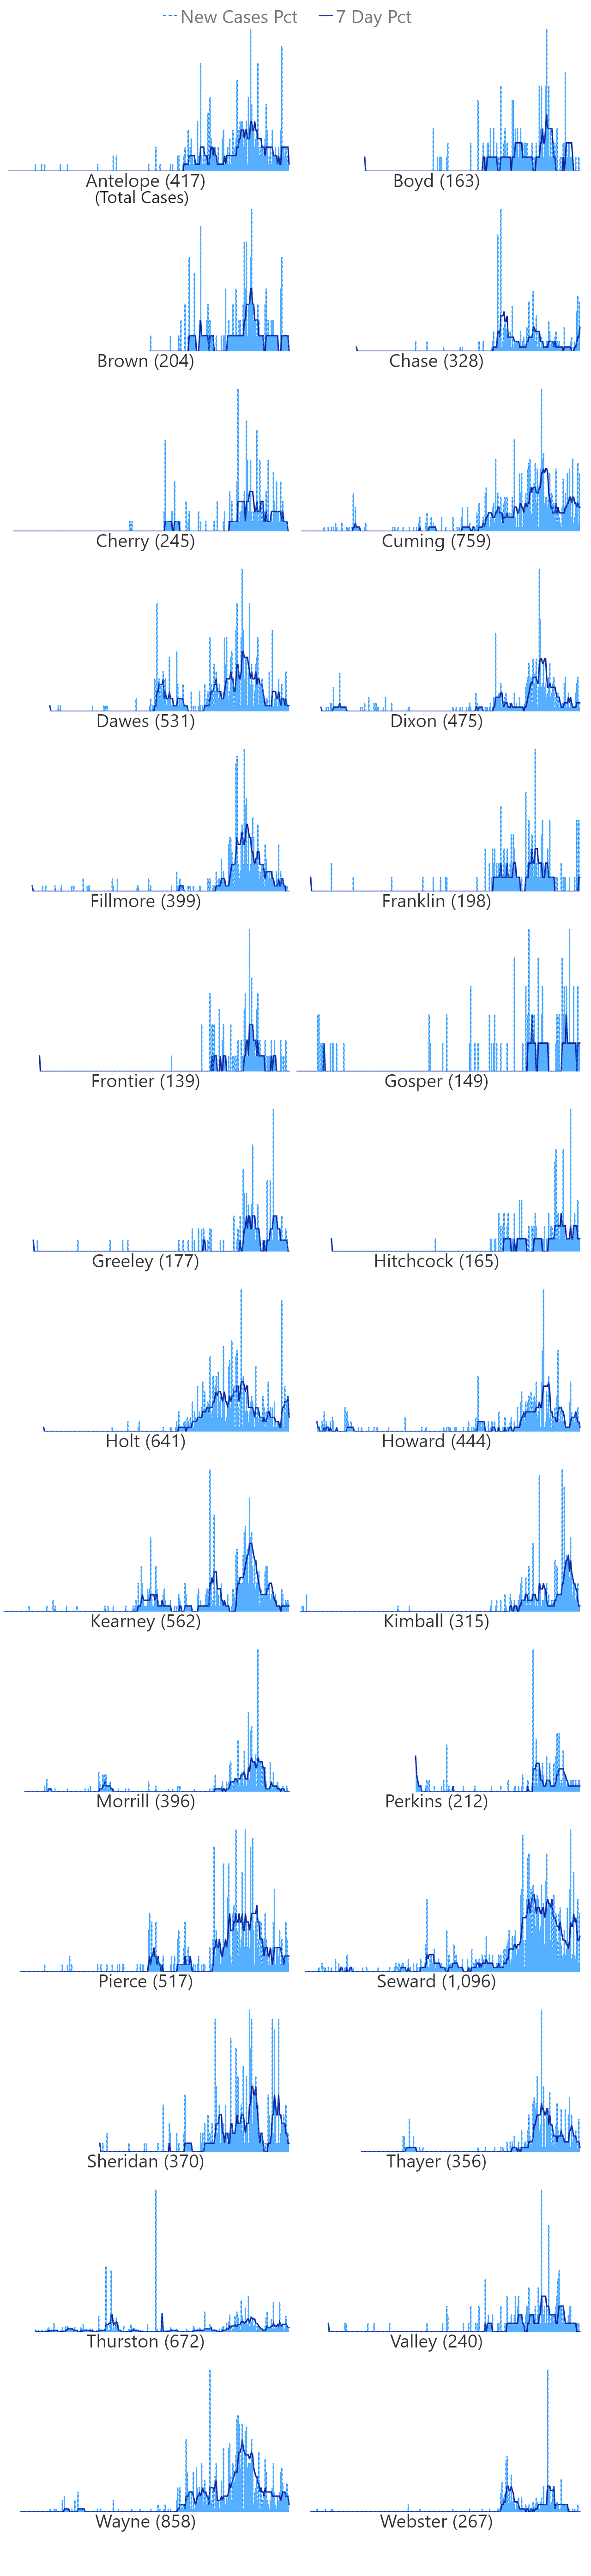 New Cases Pct 7 Day Pct
Antelope (417) Boyd (163)
(Total Cases)
Brown (204) Chase (328)
Cherry (245) Cuming (759)
Dawes (531) Dixon (475)
Fillmore (399) Franklin (198)
Frontier (139) Gosper (149)
Greeley (177) Hitchcock (165)
Holt (641) Howard (444)
Kearney (562) Kimball (315)
Morrill (396) Perkins (212)
Pierce (517) Seward (1,096)
Sheridan (370) Thayer (356)
Thurston (672) Valley (240)
Wayne (858) Webster (267)